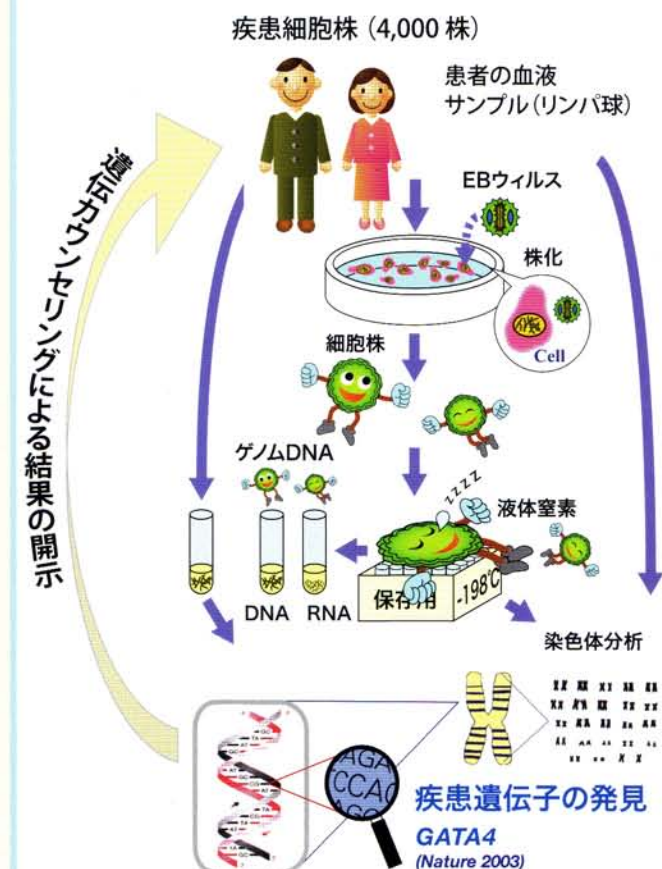 疾患細胞株（4,000 株）
患者の血液
サンプル（リンパ球）
EBウィルス
株化
Cell
細胞株
ゲノムDNA
zzzz
液体窒素
保存用
-198℃
DNA RNA
染色体分析
遺伝カウンセリングによる結果の開示
AGA
CCAC
AGC
疾患遺伝子の発見
GATA4
(Nature 2003)